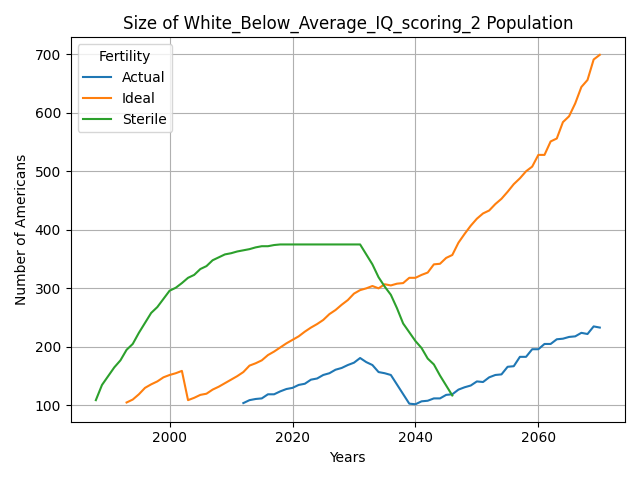 Size of White_Below_Average_IQ_scoring_2 Population
Fertility
Actual
Ideal
Sterile
Number of Americans
700
600
500
400
300
200
100
2000
2020
2040
2060
Years